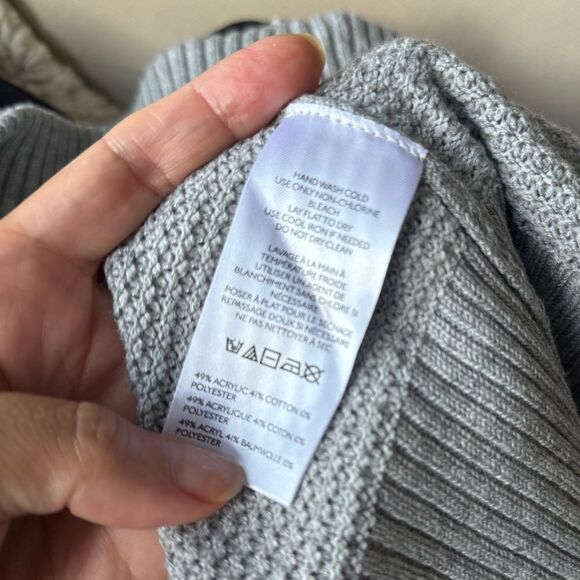 HAND WASH COLD
USE ONLY NON-CHLORINE
BLEACH
LAY FLAT TO DRY
USE COOL IRON IF NEEDED
DO NOT DRY CLEAN
LAVAGE À LA MAIN À
TEMPÉRATURE FROIDE
UTILISER UN AGENT DE
BLANCHIMENT SANS CHLORE SI
NÉCESSAIRE
POSER À PLAT POUR LE SÉCHAGE
REPASSAGE DOUX SI NÉCESSAIRE
NE PAS NETTOYER À SEC
49% ACRYLIC 41% COTTON 10%
POLYESTER
49% ACRYLIQUE 41% COTON 10%
POLYESTER
49% ACRYL 41% BAUMWOLLE 10%
POLYESTER